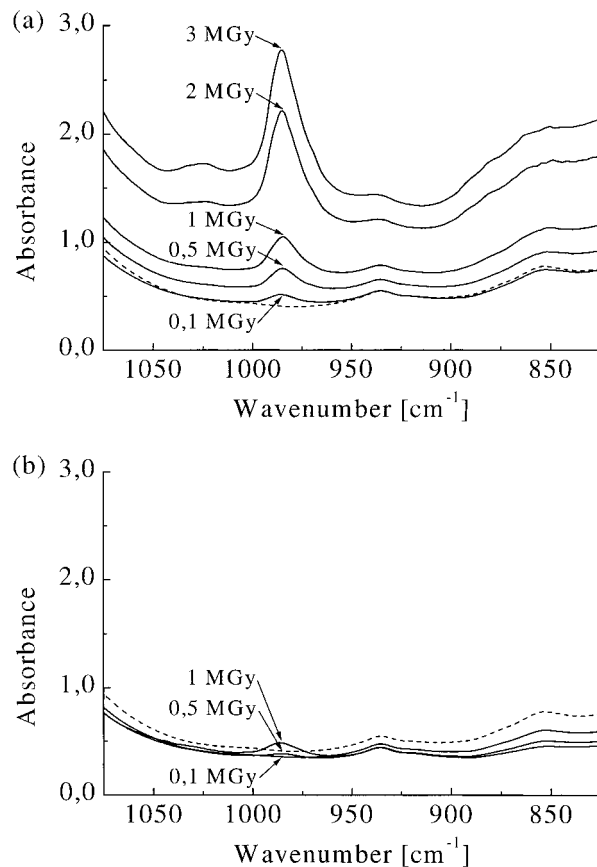 (a)
3,0
2,0
1,0
0,0
Absorbance
3 MGy
2 MGy
1 MGy
0,5 MGy
0,1 MGy
1050 1000 950 900 850
Wavenumber [cm⁻¹]
(b)
3,0
2,0
1,0
0,0
Absorbance
1 MGy
0,5 MGy
0,1 MGy
1050 1000 950 900 850
Wavenumber [cm⁻¹]